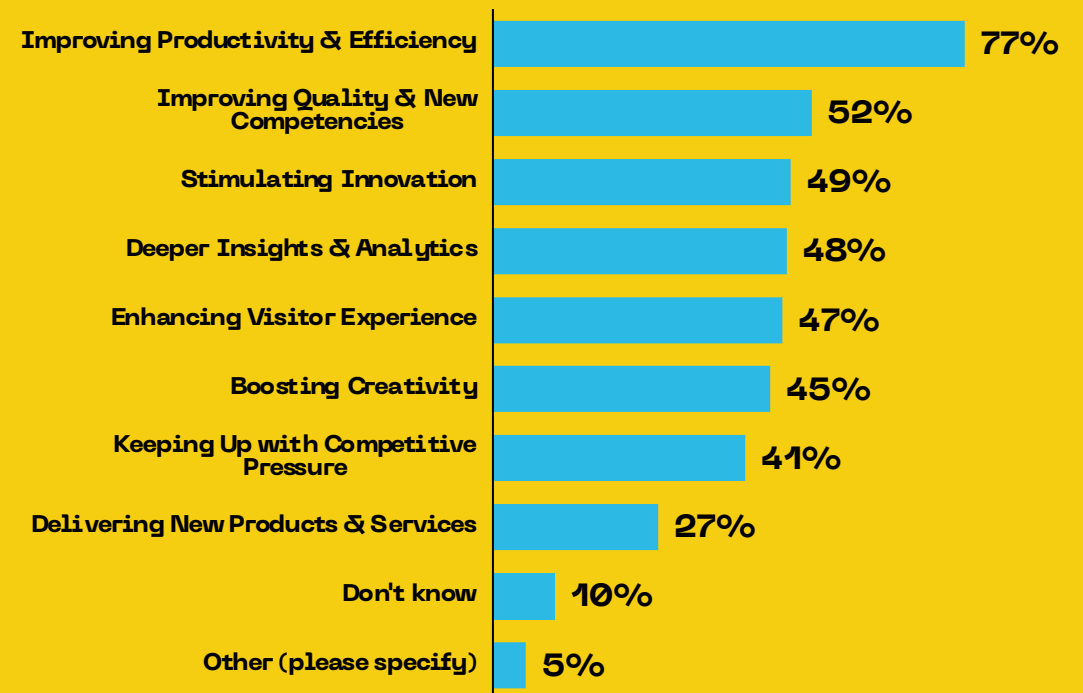 Improving Productivity & Efficiency
77%
Improving Quality & New
Competencies
52%
Stimulating Innovation
49%
Deeper Insights & Analytics
48%
Enhancing Visitor Experience
47%
Boosting Creativity
45%
Keeping Up with Competitive
Pressure
41%
Delivering New Products & Services
27%
Don't know
10%
Other (please specify)
5%